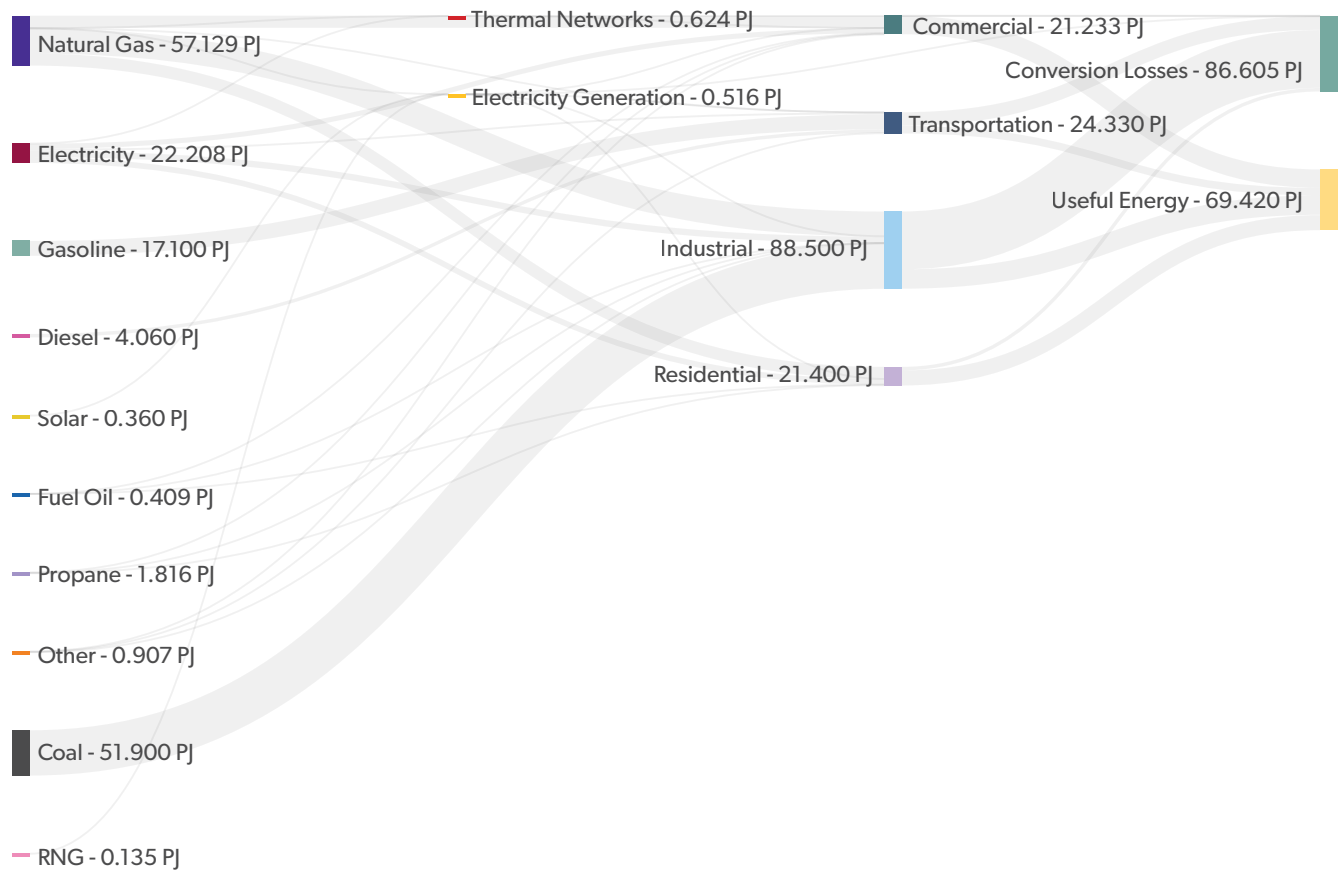 Thermal Networks - 0.624 PJ
Commercial - 21.233 PJ
Natural Gas - 57.129 PJ
Conversion Losses - 86.605 PJ
Electricity Generation - 0.516 PJ
Transportation - 24.330 PJ
Electricity - 22.208 PJ
Useful Energy - 69.420 PJ
Gasoline - 17.100 PJ
Industrial - 88.500 PJ
Diesel - 4.060 PJ
Residential - 21.400 PJ
Solar - 0.360 PJ
Fuel Oil - 0.409 PJ
Propane - 1.816 PJ
Other - 0.907 PJ
Coal - 51.900 PJ
RNG - 0.135 PJ